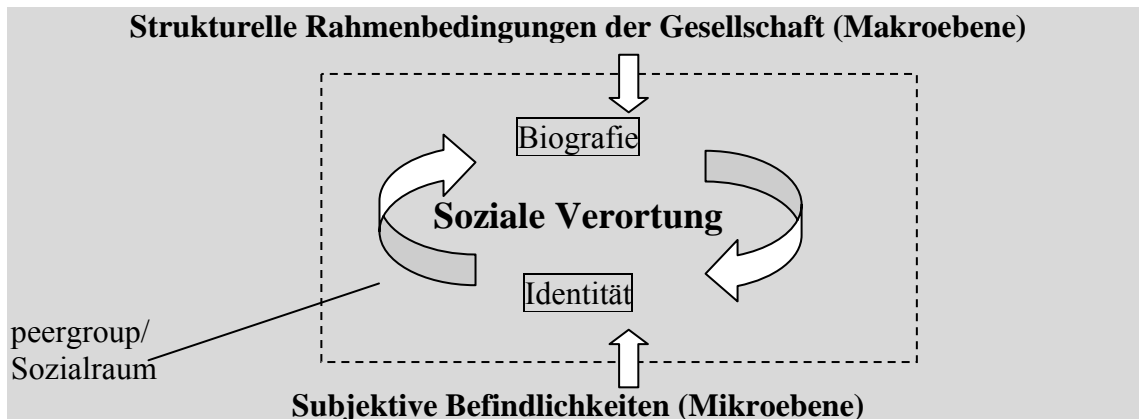 Strukturelle Rahmenbedingungen der Gesellschaft (Makroebene)
Biografie
Soziale Verortung
Identität
peergroup/
Sozialraum
Subjektive Befindlichkeiten (Mikroebene)